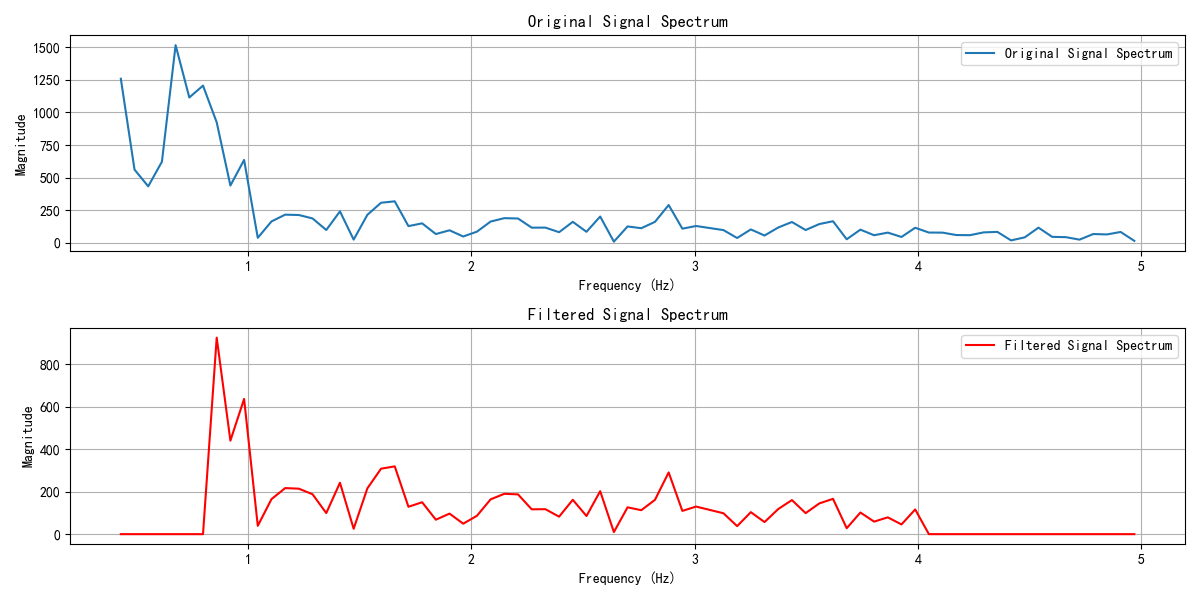 Original Signal Spectrum
1500
1250
1000
750
500
250
0
Magnitude
Original Signal Spectrum
1
2
3
4
5
Frequency (Hz)
Filtered Signal Spectrum
800
600
400
200
0
Magnitude
Filtered Signal Spectrum
1
2
3
4
5
Frequency (Hz)